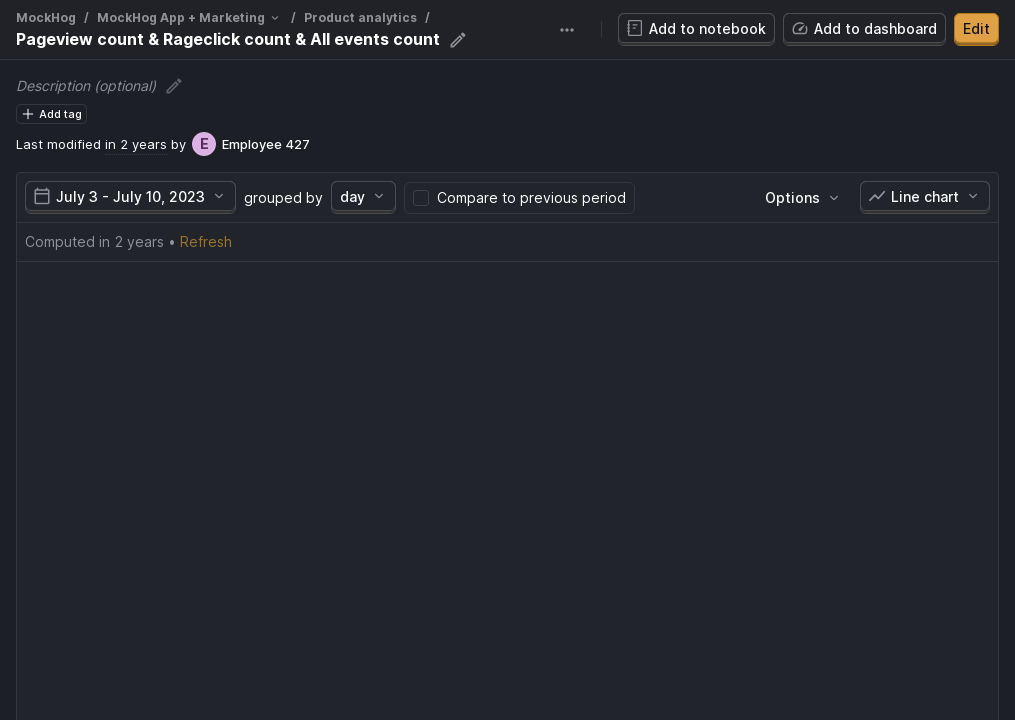 MockHog / MockHog App + Marketing / Product analytics /
Pageview count & Rageclick count & All events count
Add to notebook
Add to dashboard
Edit
Description (optional)
Add tag
Last modified in 2 years by E Employee 427
July 3 - July 10, 2023 grouped by day Compare to previous period Options Line chart
Computed in 2 years • Refresh